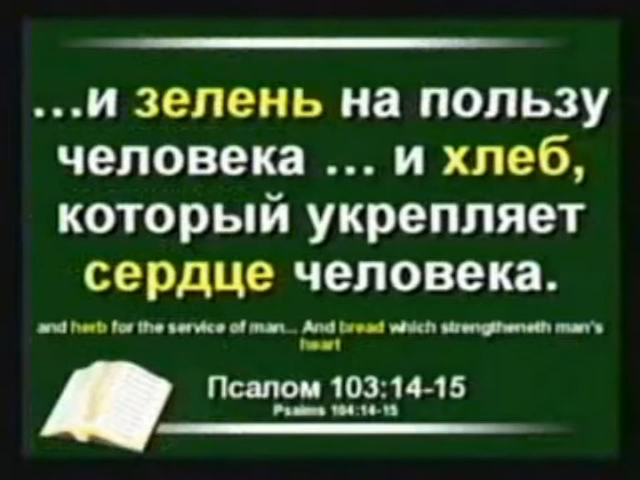 ...и зелень на пользу
человека ... и хлеб,
который укрепляет
сердце человека.
and herb for the service of man... And bread which strengtheneth man's
heart
Псалом 103:14-15
Psalms 104:14-15